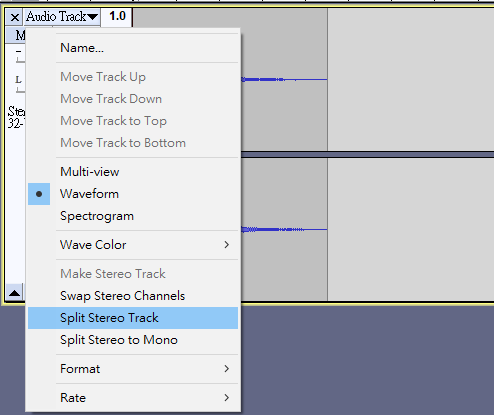 × Audio Track▼ 1.0
M
Name...
Move Track Up
Move Track Down
L
Move Track to Top
Ste
32-
Move Track to Bottom
Multi-view
Waveform
Spectrogram
Wave Color
Make Stereo Track
Swap Stereo Channels
Split Stereo Track
Split Stereo to Mono
Format
Rate